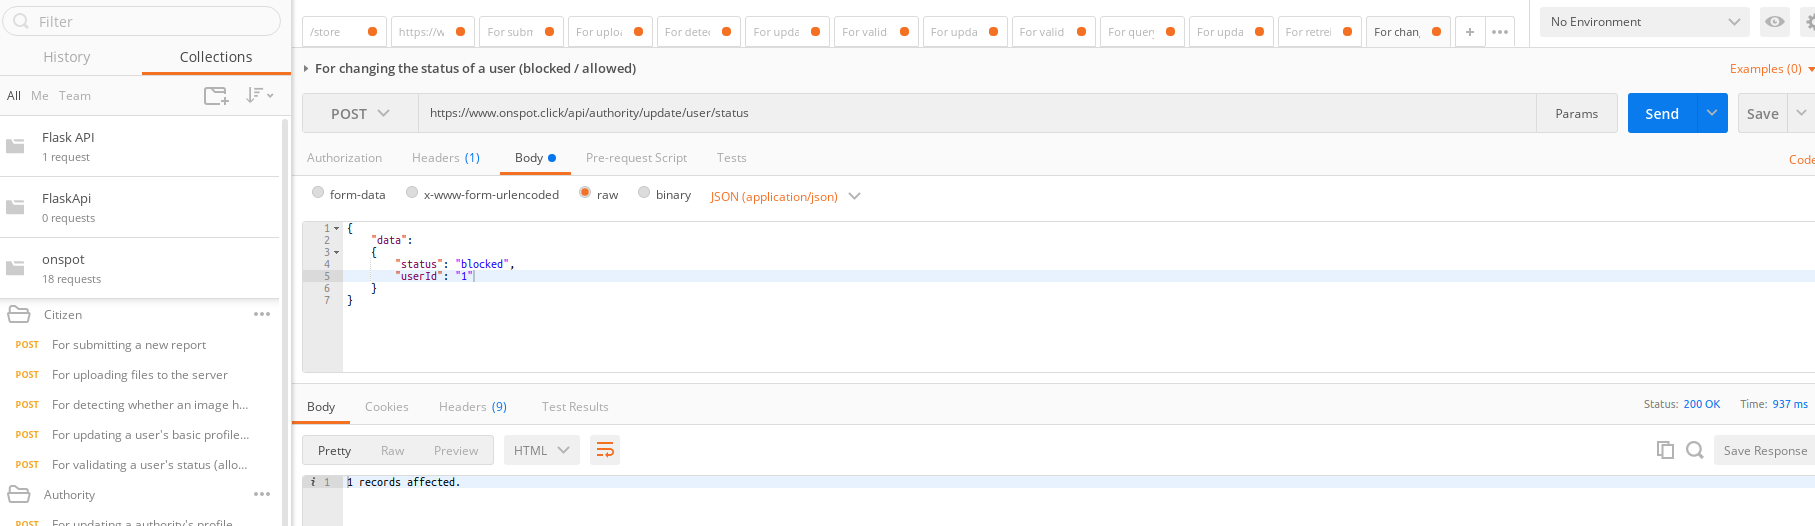 Filter
History Collections
All Me Team
Flask API
1 request
FlaskApi
0 requests
onspot
18 requests
Citizen
POST For submitting a new report
POST For uploading files to the server
POST For detecting whether an image h...
POST For updating a user's basic profile...
POST For validating a user's status (allo...
Authority
POST For updating a authority's profile
/store https://w For subm For uplo For dete For upda For valid For upda For valid For query For upda For retrei For chan + •••
No Environment
For changing the status of a user (blocked / allowed)
Examples (0)
POST https://www.onspot.click/api/authority/update/user/status Params Send Save
Authorization Headers (1) Body Pre-request Script Tests
Code
form-data x-www-form-urlencoded raw binary JSON (application/json)
1 {
2 "data":
3 {
4 "status": "blocked",
5 "userId": "1"
6 }
7 }
Body Cookies Headers (9) Test Results
Status: 200 OK Time: 937 ms
Pretty Raw Preview HTML
Save Response
i 1 1 records affected.